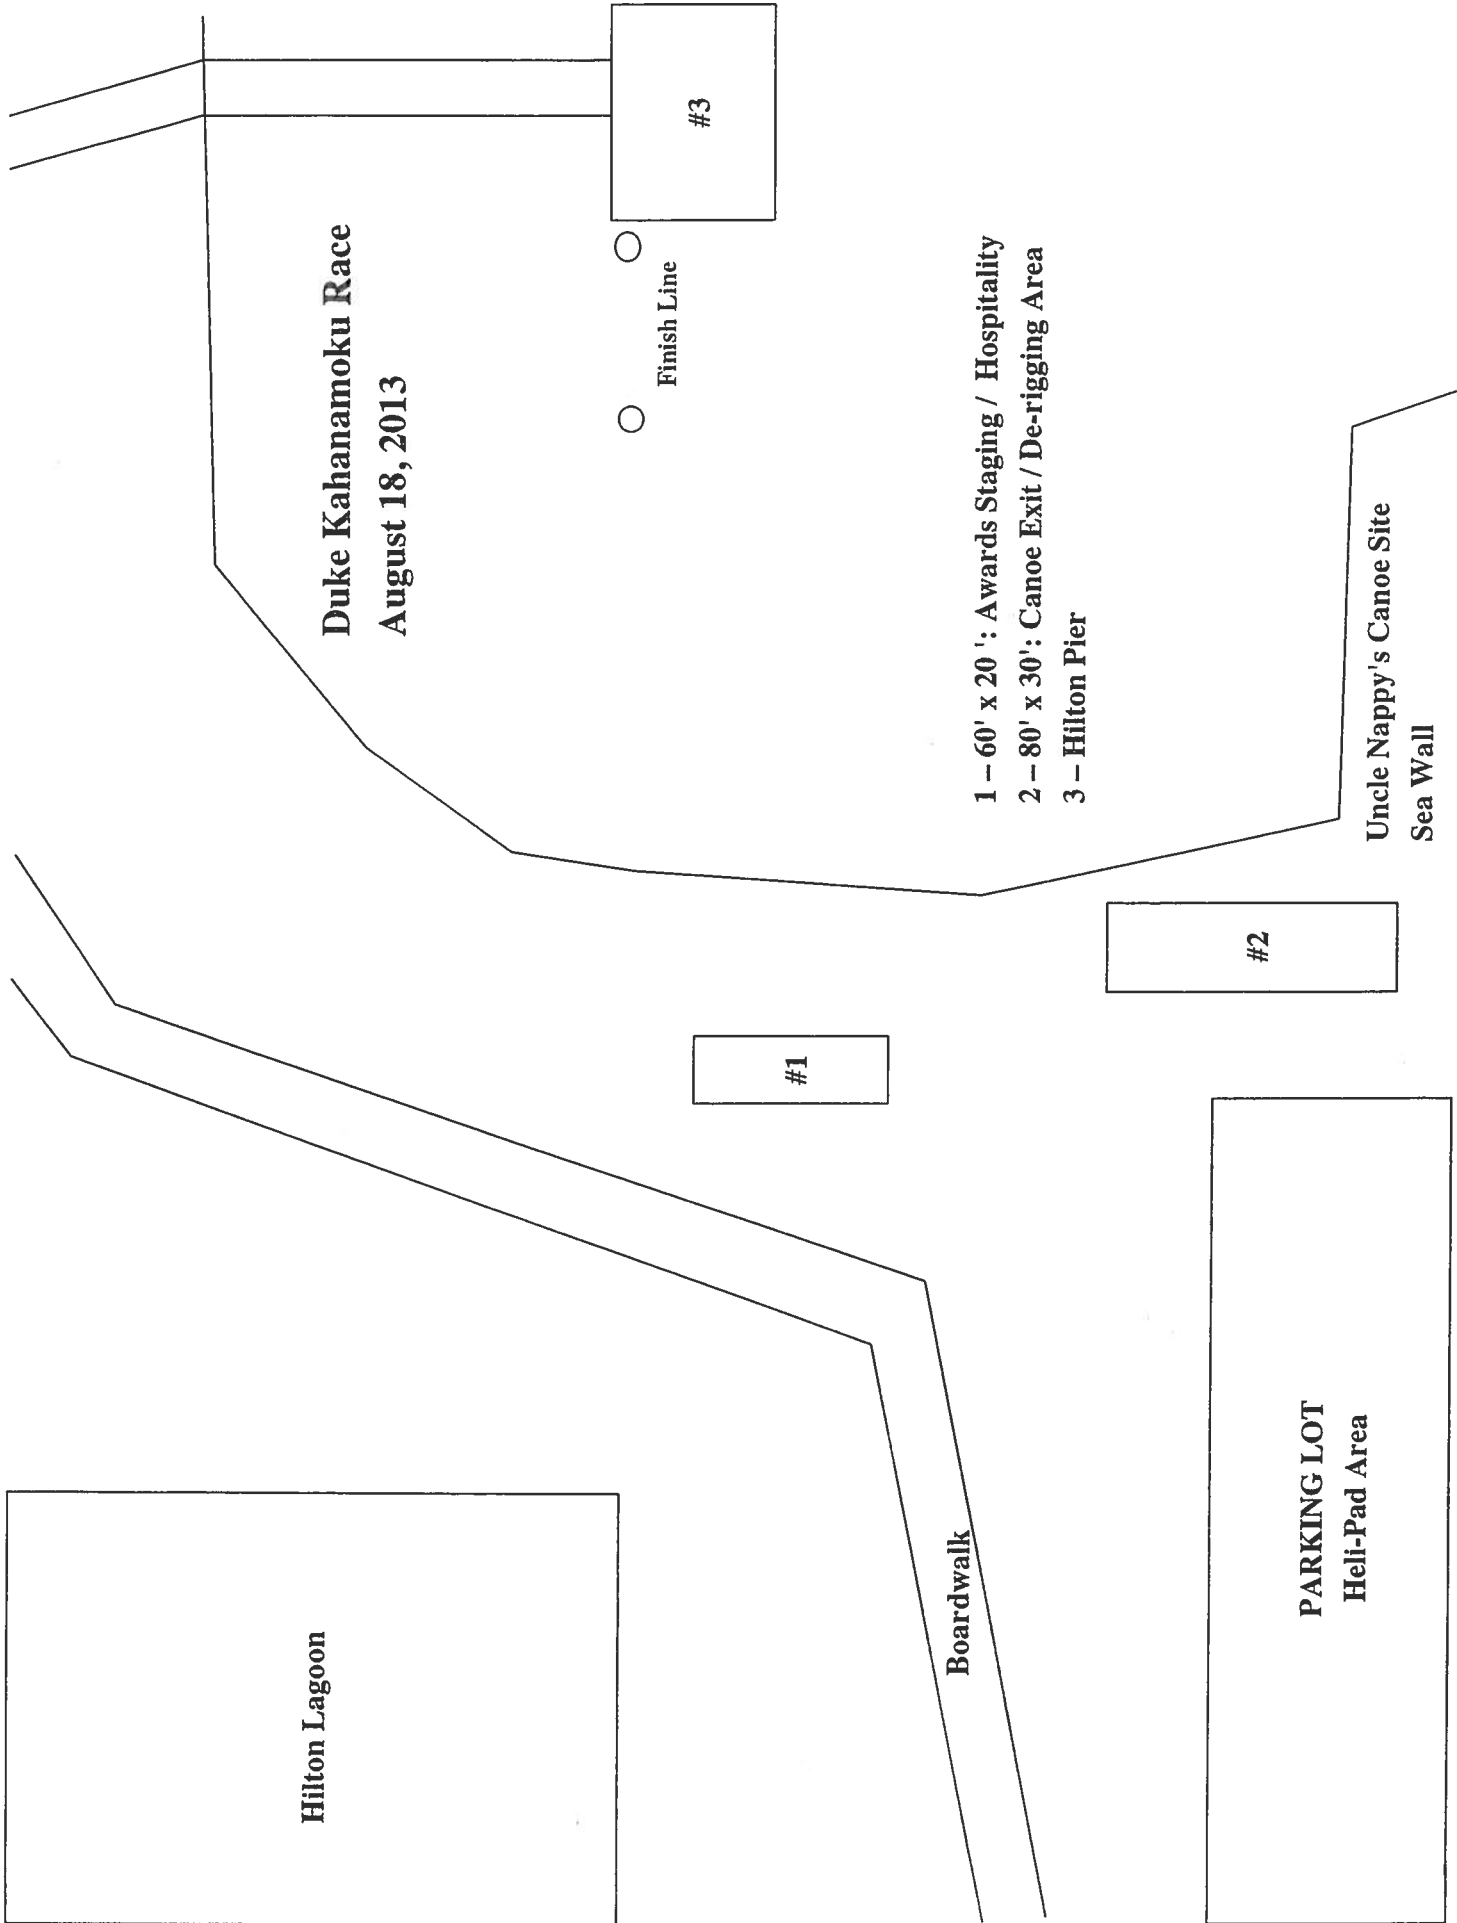 Duke Kahanamoku Race
August 18, 2013
Hilton Lagoon
#3
Finish Line
#1
Boardwalk
1 – 60' x 20 ': Awards Staging / Hospitality
2 – 80' x 30': Canoe Exit / De-rigging Area
3 – Hilton Pier
#2
PARKING LOT
Heli-Pad Area
Uncle Nappy's Canoe Site
Sea Wall